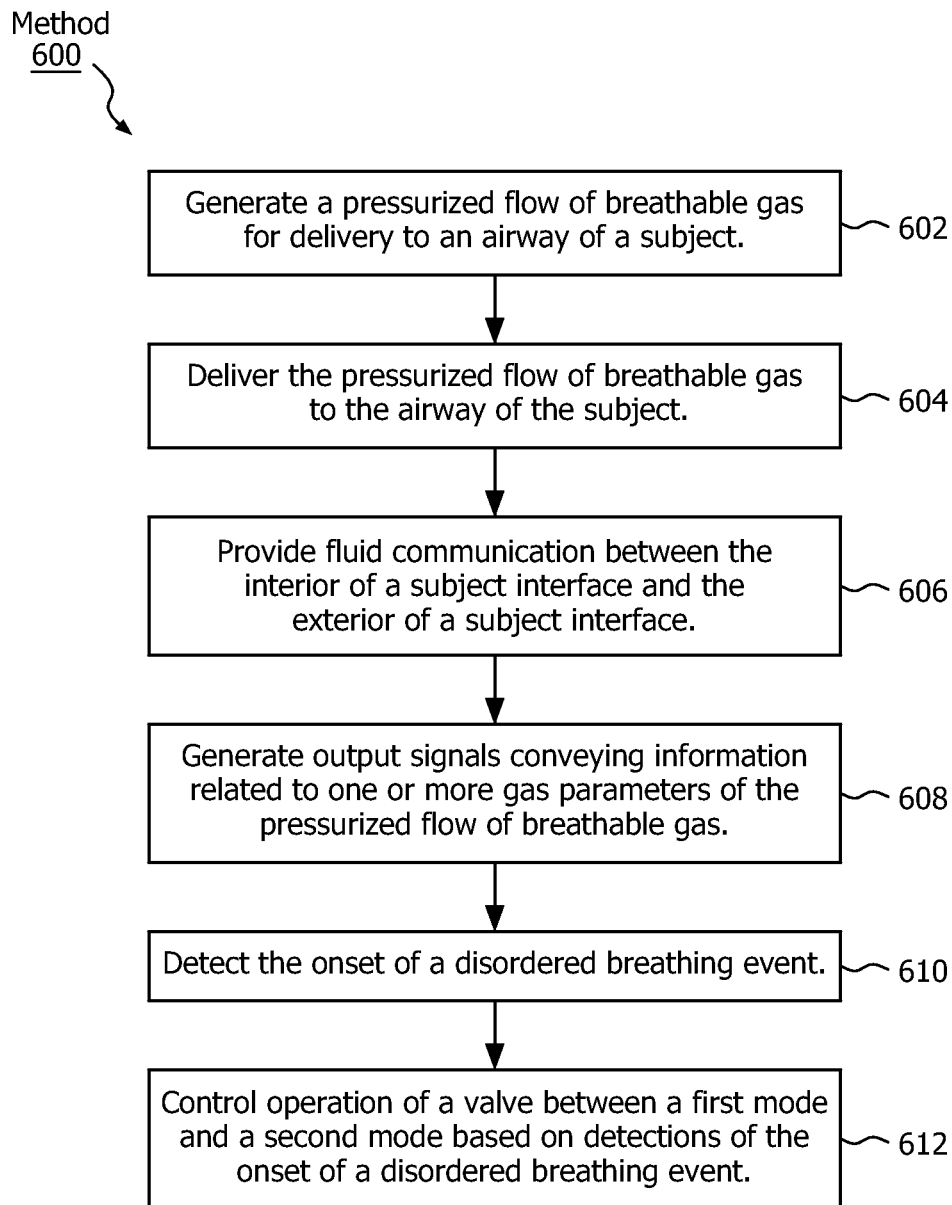 Method
600
Generate a pressurized flow of breathable gas
for delivery to an airway of a subject.
602
Deliver the pressurized flow of breathable gas
to the airway of the subject.
604
Provide fluid communication between the
interior of a subject interface and the
exterior of a subject interface.
606
Generate output signals conveying information
related to one or more gas parameters of the
pressurized flow of breathable gas.
608
Detect the onset of a disordered breathing event.
610
Control operation of a valve between a first mode
and a second mode based on detections of the
onset of a disordered breathing event.
612